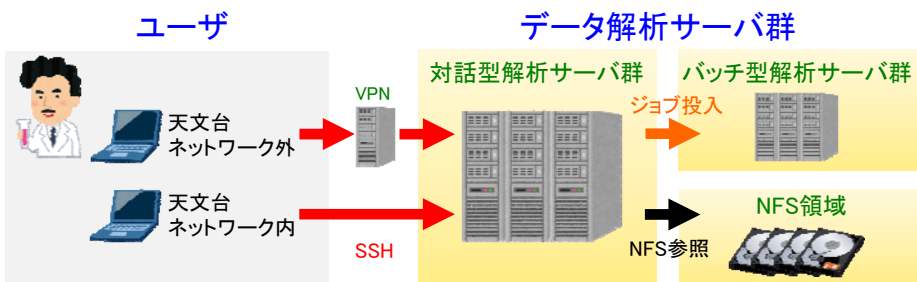 ユーザ
データ解析サーバ群
対話型解析サーバ群
バッチ型解析サーバ群
VPN
ジョブ投入
天文台
ネットワーク外
天文台
ネットワーク内
NFS領域
SSH
NFS参照